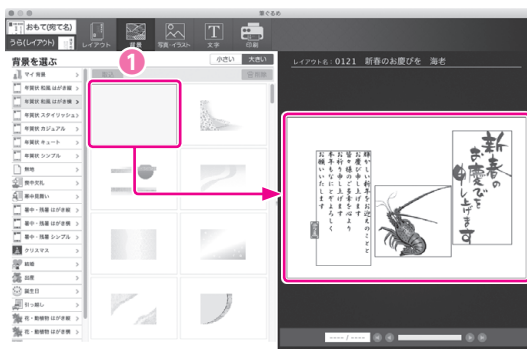 筆ぐるめ
おもて(宛て名)
うら(レイアウト)
レイアウト
背景
写真・イラスト
文字
印刷
背景を選ぶ
小さい
大きい
1
マイ背景
年賀状 和風 はがき縦
年賀状 和風 はがき横
年賀状 スタイリッシュ
年賀状 カジュアル
年賀状 キュート
年賀状 シンプル
無地
喪中欠礼
寒中見舞い
暑中・残暑 はがき縦
暑中・残暑 はがき横
暑中・残暑 シンプル
クリスマス
結婚
出産
誕生日
引っ越し
花・動植物 はがき縦
花・動植物 はがき横
レイアウト名：0121 新春のお慶びを 海老
新春の
お慶びを
申し上げます
輝かしい新年をお迎えのことと
お慶び申し上げます
皆々様のご多幸を心より
お祈り申し上げます
本年もなにとぞよろしく
お願いいたします
---- / ----